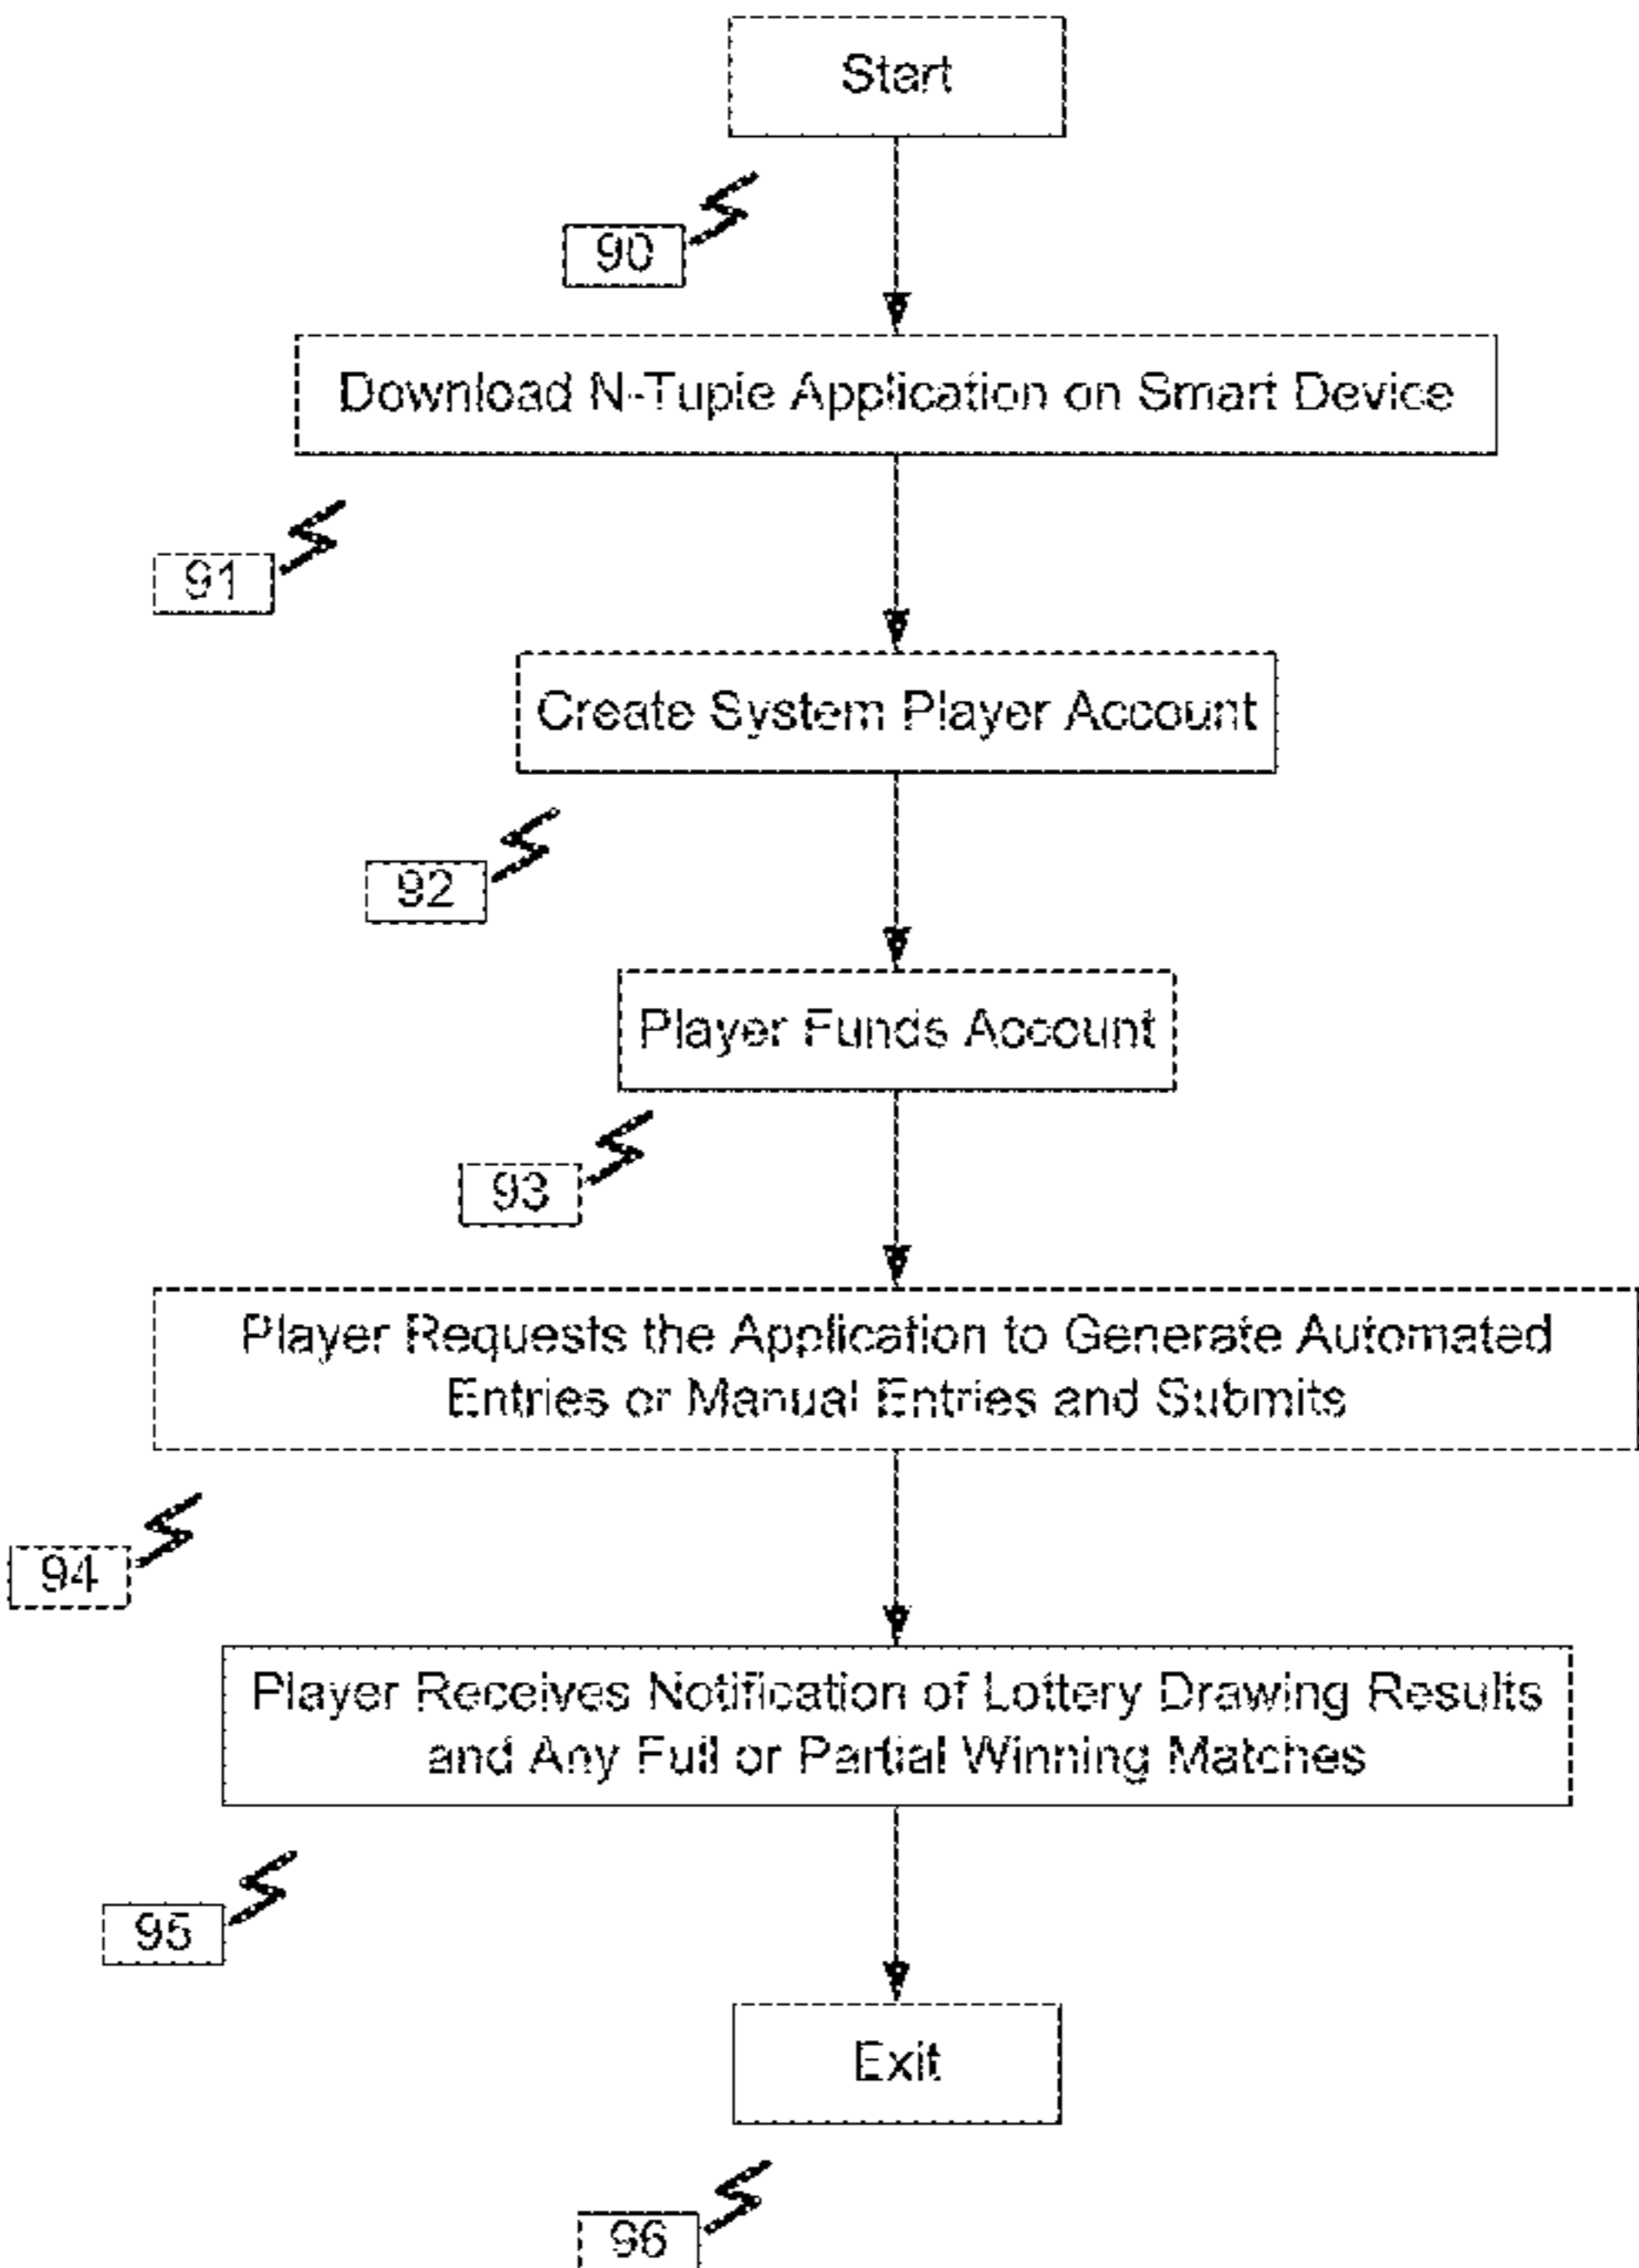 Start
90
Download N-Tuple Application on Smart Device
91
Create System Player Account
92
Player Funds Account
93
Player Requests the Application to Generate Automated
Entries or Manual Entries and Submits
94
Player Receives Notification of Lottery Drawing Results
and Any Full or Partial Winning Matches
95
Exit
96